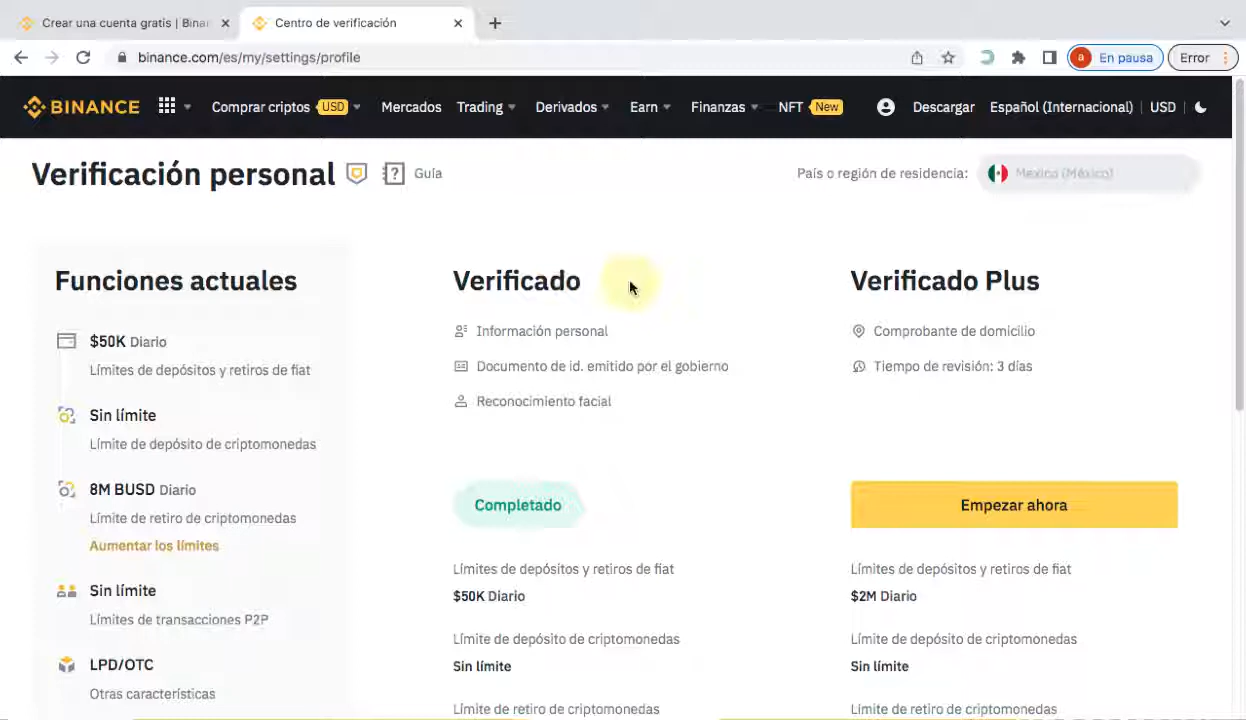 Crear una cuenta gratis | Binan
Centro de verificación
binance.com/es/my/settings/profile
a
En pausa
Error
BINANCE
Comprar criptos USD
Mercados
Trading
Derivados
Earn
Finanzas
NFT New
Descargar
Español (Internacional)
USD
Verificación personal
Guía
País o región de residencia:
Mexico (México)
Funciones actuales
$50K Diario
Límites de depósitos y retiros de fiat
Sin límite
Límite de depósito de criptomonedas
8M BUSD Diario
Límite de retiro de criptomonedas
Aumentar los límites
Sin límite
Límites de transacciones P2P
LPD/OTC
Otras características
Verificado
Información personal
Documento de id. emitido por el gobierno
Reconocimiento facial
Completado
Límites de depósitos y retiros de fiat
$50K Diario
Límite de depósito de criptomonedas
Sin límite
Límite de retiro de criptomonedas
Verificado Plus
Comprobante de domicilio
Tiempo de revisión: 3 días
Empezar ahora
Límites de depósitos y retiros de fiat
$2M Diario
Límite de depósito de criptomonedas
Sin límite
Límite de retiro de criptomonedas